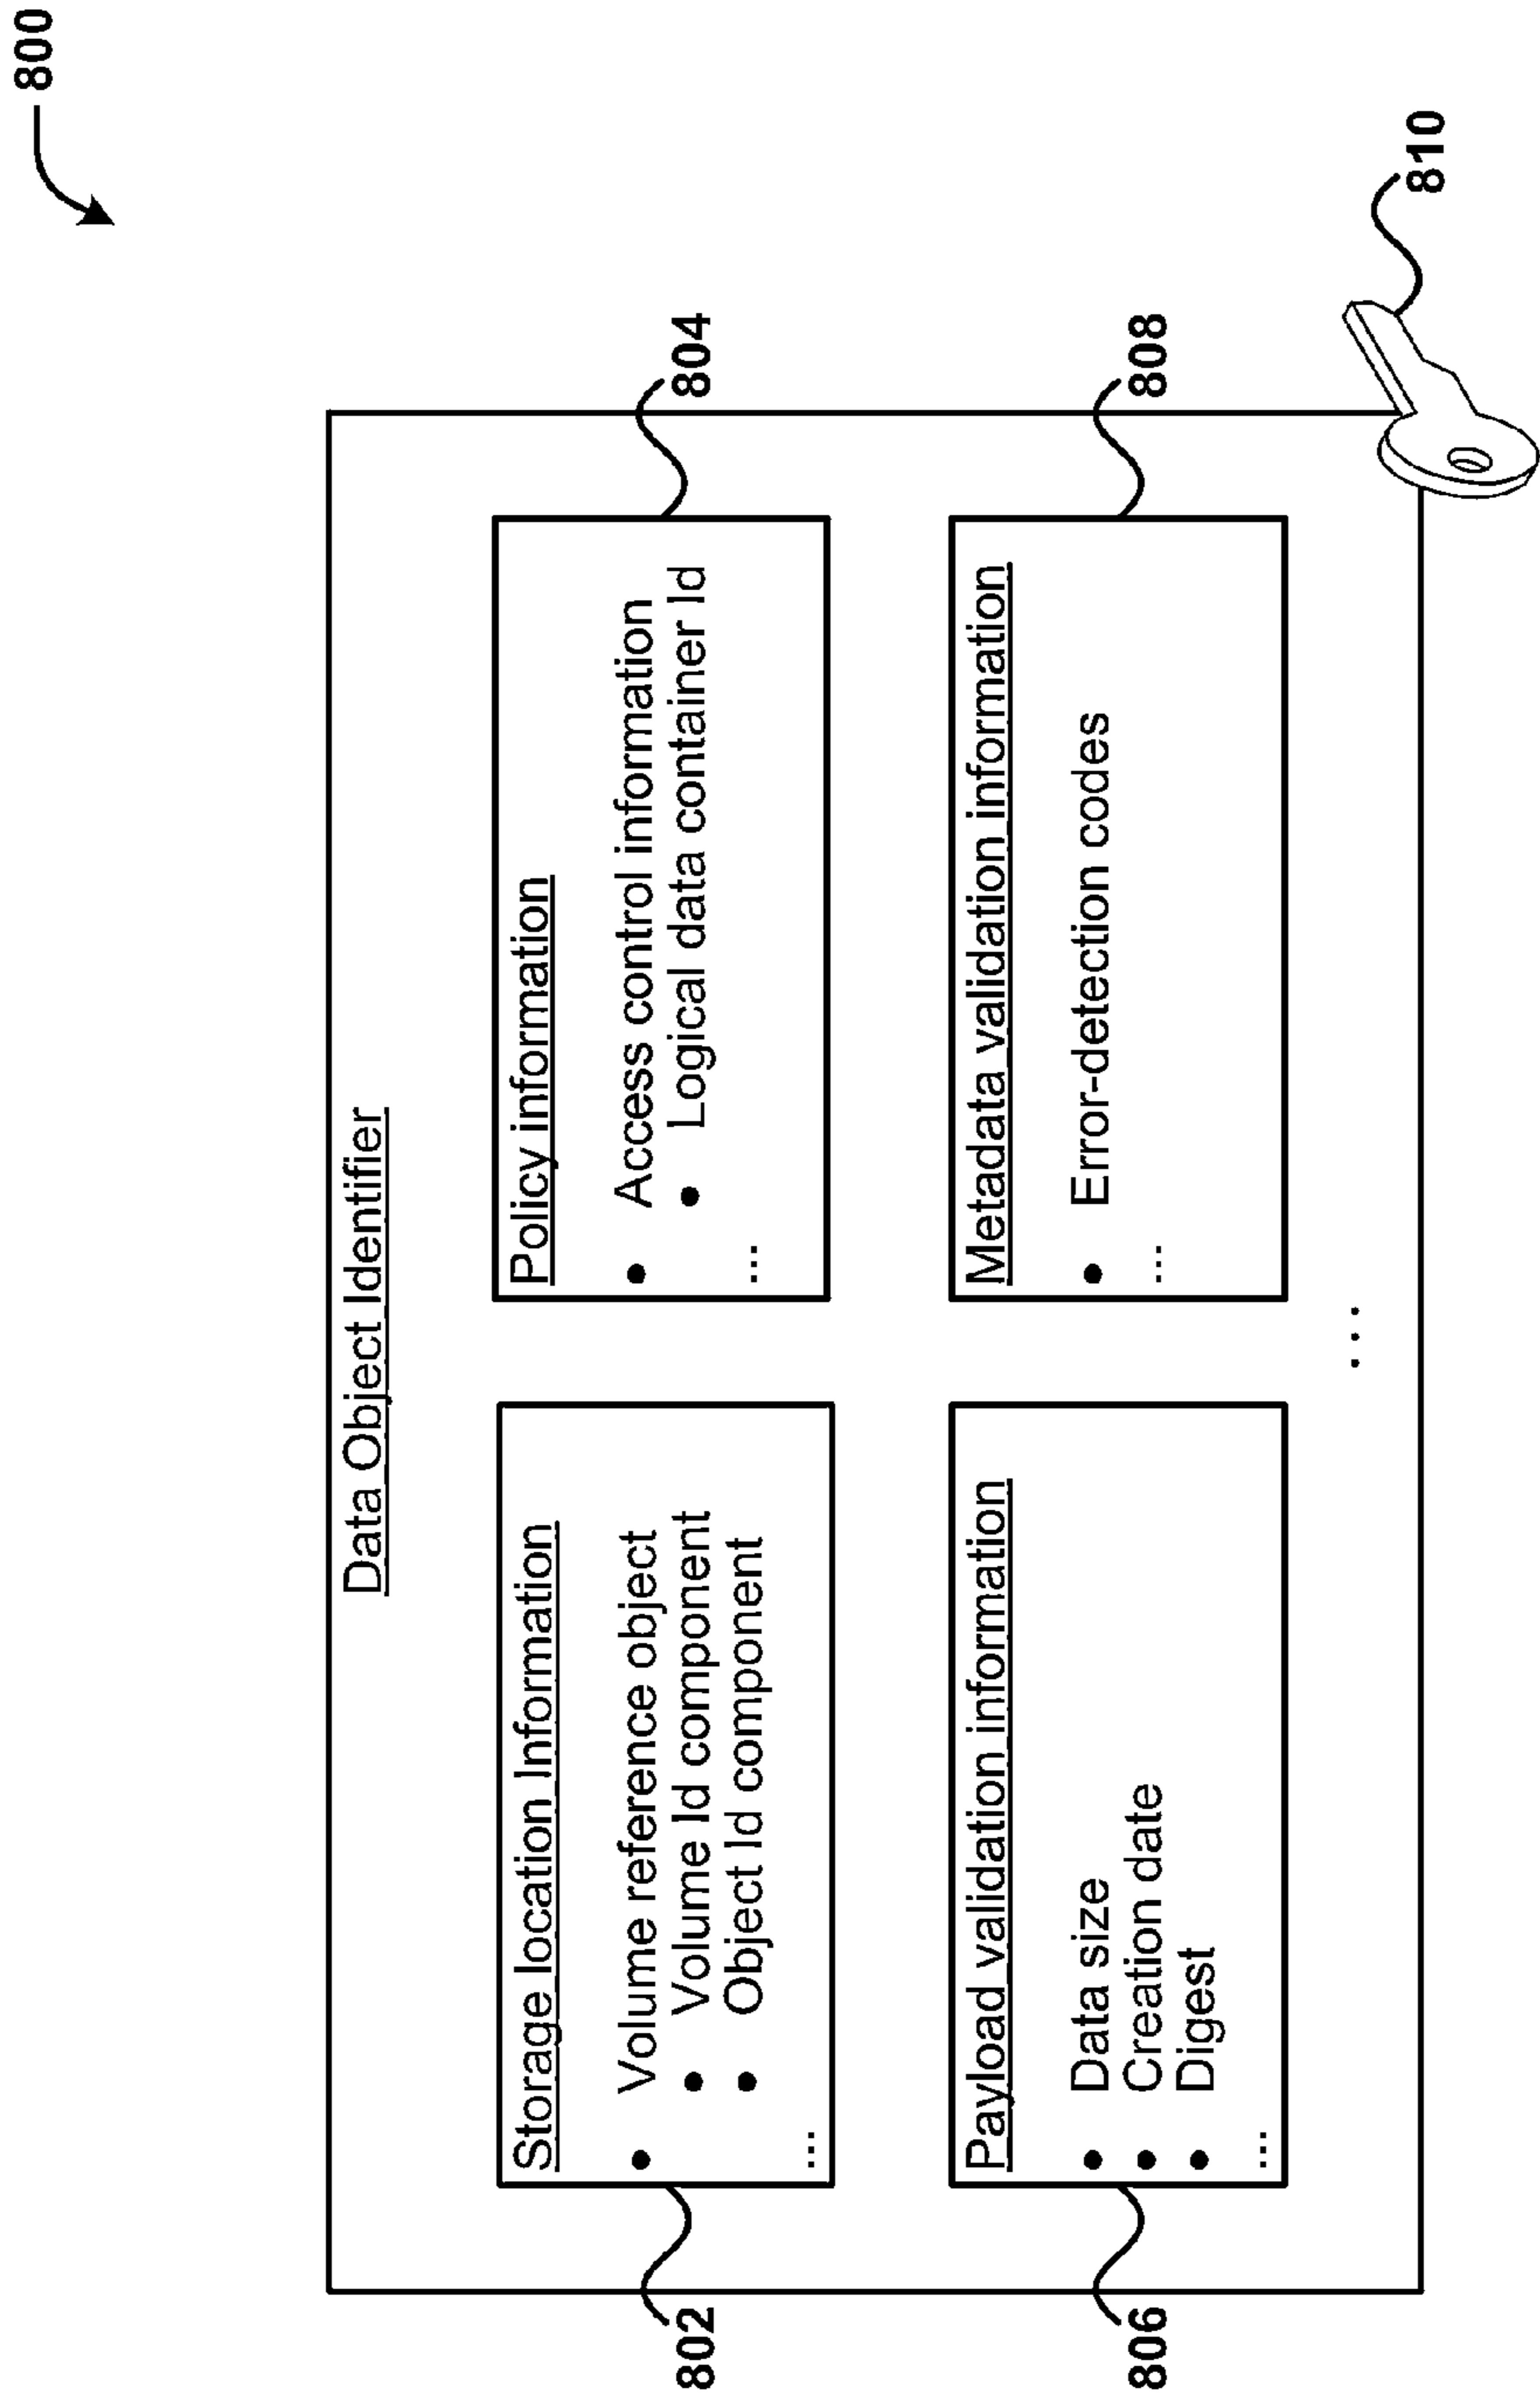 800
Data Object Identifier
802
Storage location Information
• Volume reference object
• Volume Id component
• Object Id component
...
804
Policy information
• Access control information
• Logical data container Id
...
806
Payload validation information
• Data size
• Creation date
• Digest
...
808
Metadata validation information
• Error-detection codes
...
...
810